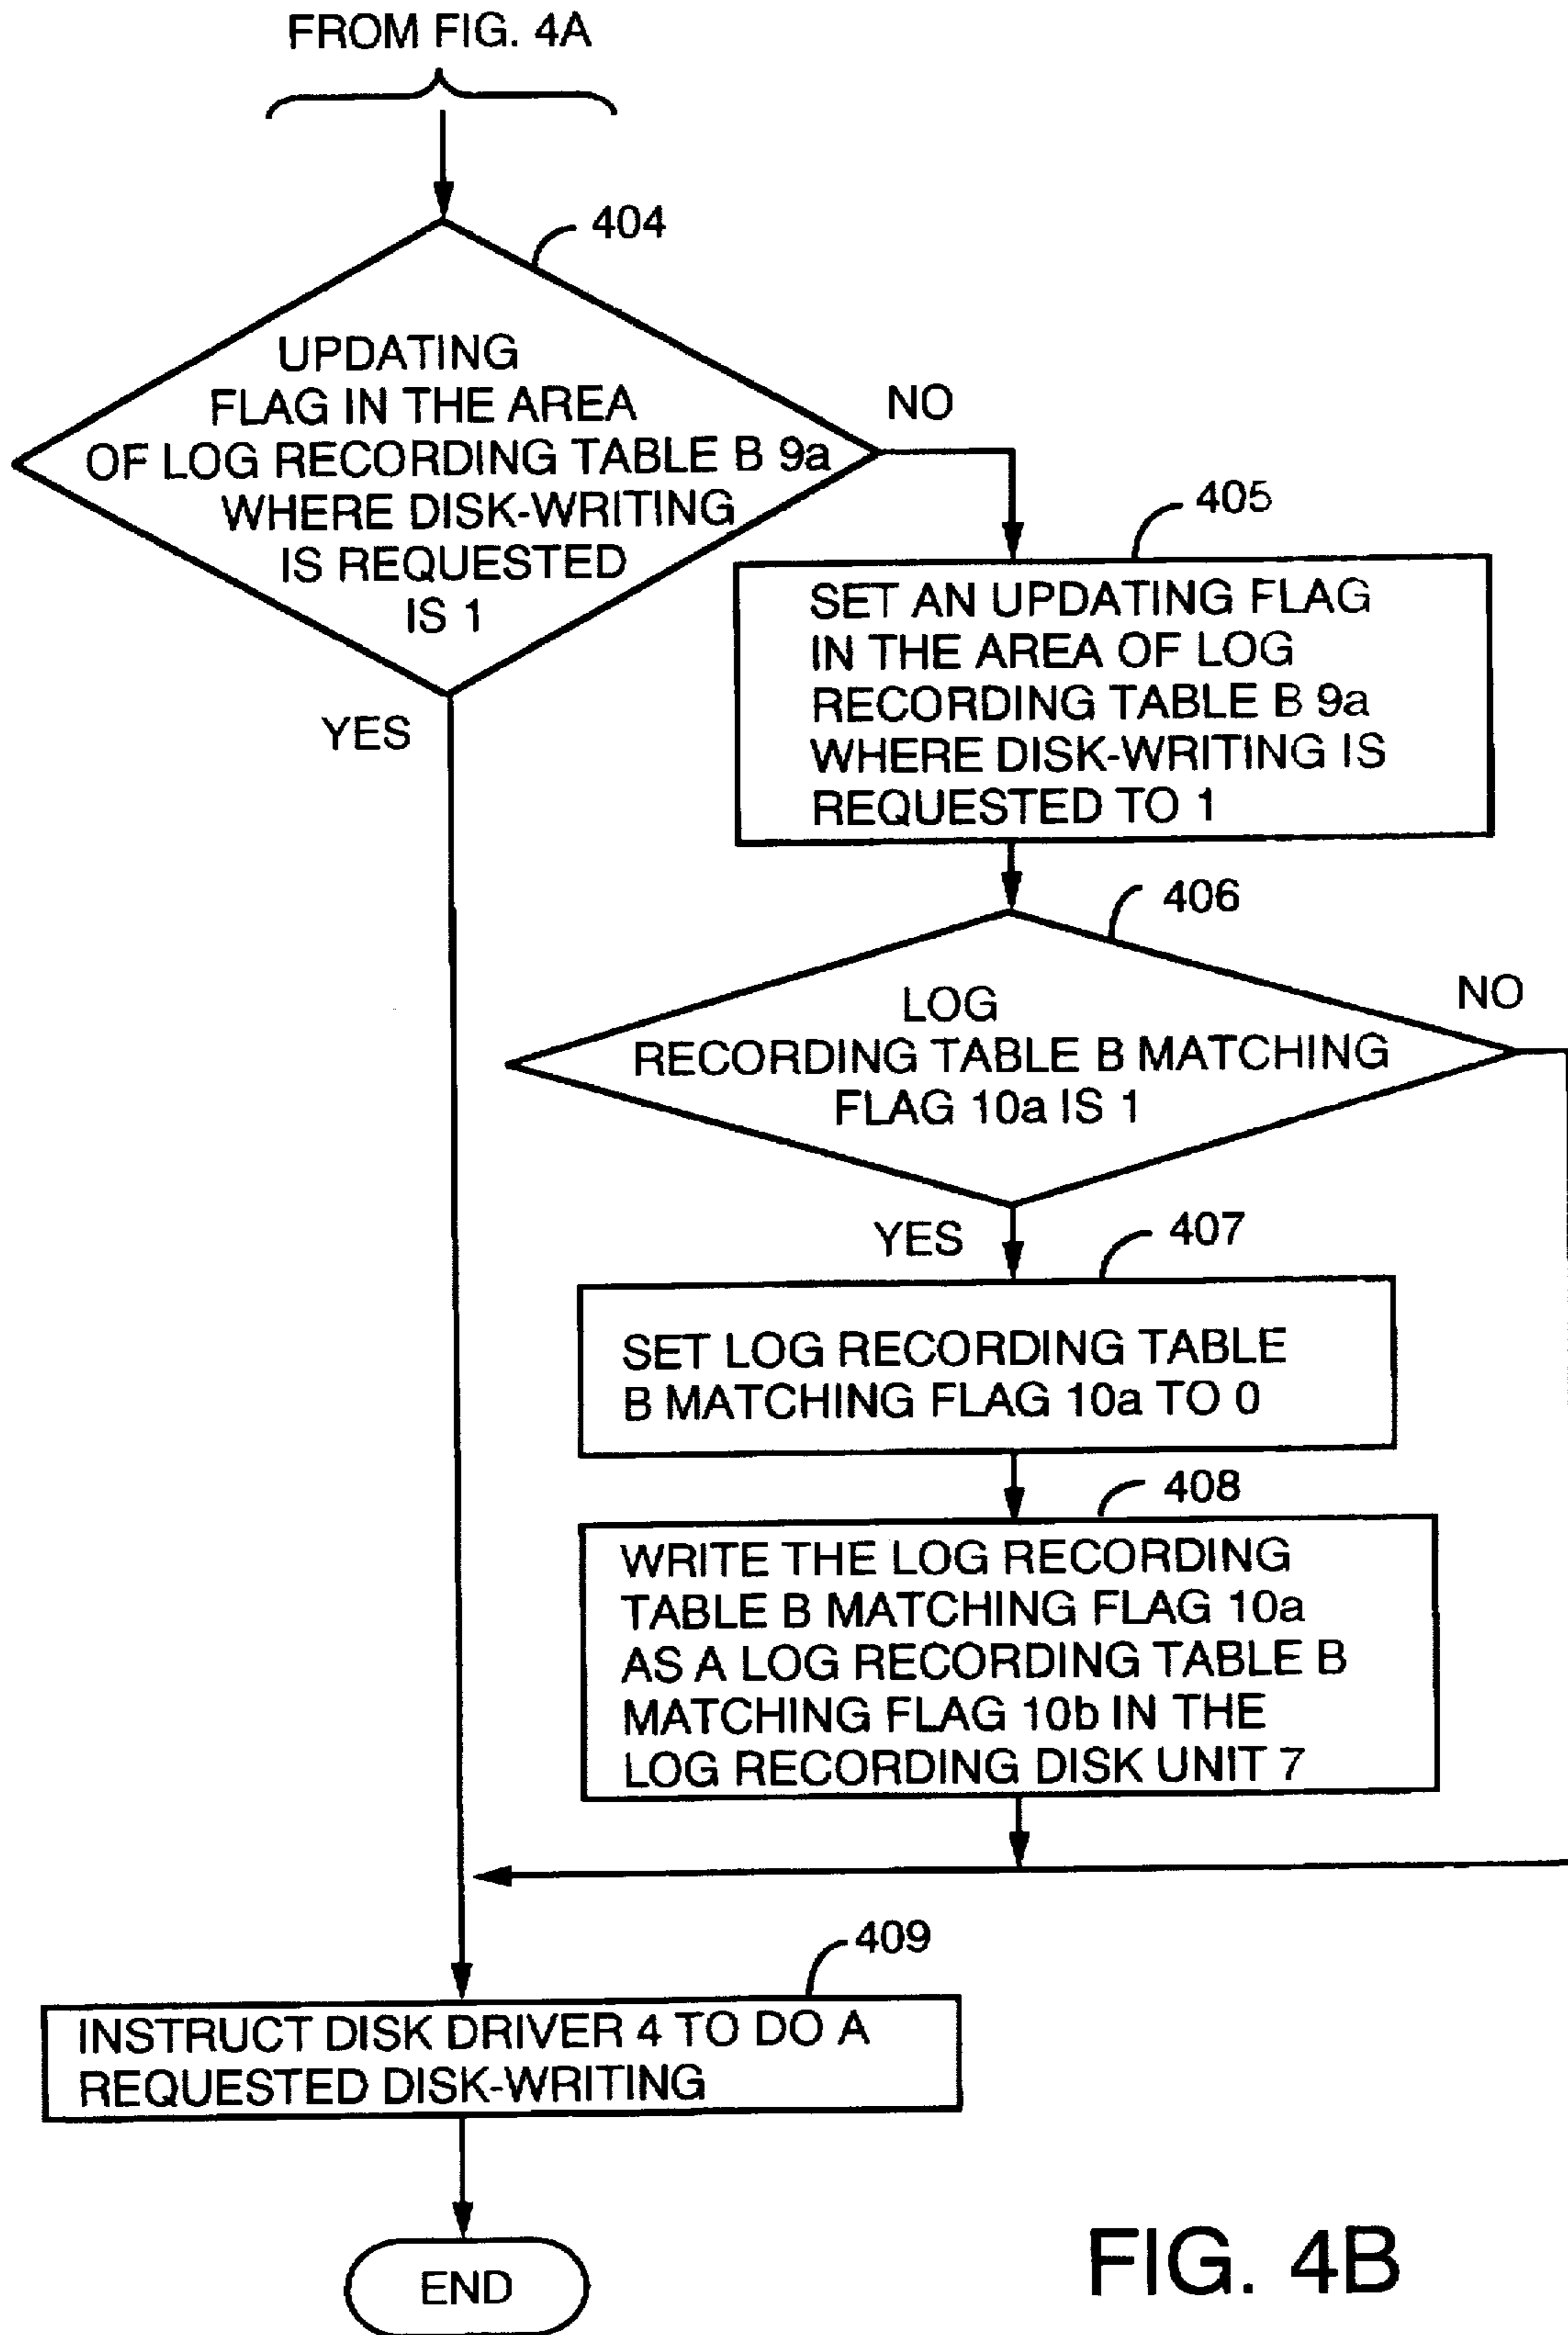 FROM FIG. 4A
404
UPDATING
FLAG IN THE AREA
OF LOG RECORDING TABLE B 9a
WHERE DISK-WRITING
IS REQUESTED
IS 1
NO
YES
405
SET AN UPDATING FLAG
IN THE AREA OF LOG
RECORDING TABLE B 9a
WHERE DISK-WRITING IS
REQUESTED TO 1
406
LOG
RECORDING TABLE B MATCHING
FLAG 10a IS 1
NO
YES
407
SET LOG RECORDING TABLE
B MATCHING FLAG 10a TO 0
408
WRITE THE LOG RECORDING
TABLE B MATCHING FLAG 10a
AS A LOG RECORDING TABLE B
MATCHING FLAG 10b IN THE
LOG RECORDING DISK UNIT 7
409
INSTRUCT DISK DRIVER 4 TO DO A
REQUESTED DISK-WRITING
END
FIG. 4B